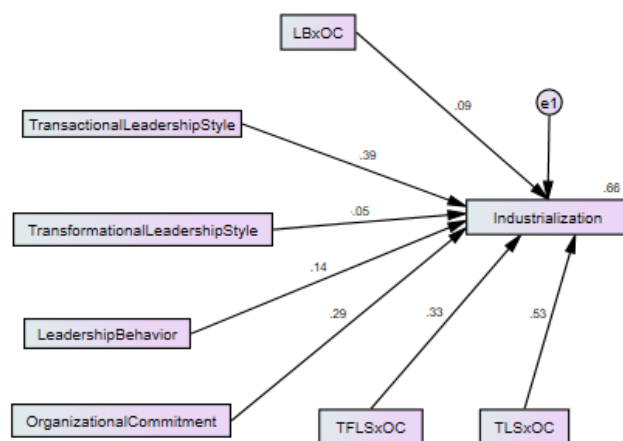 LBxOC
e1
.09
TransactionalLeadershipStyle
.39
.66
Industrialization
.05
TransformationalLeadershipStyle
.14
.29
.33
.53
LeadershipBehavior
OrganizationalCommitment
TFLSxOC
TLSxOC